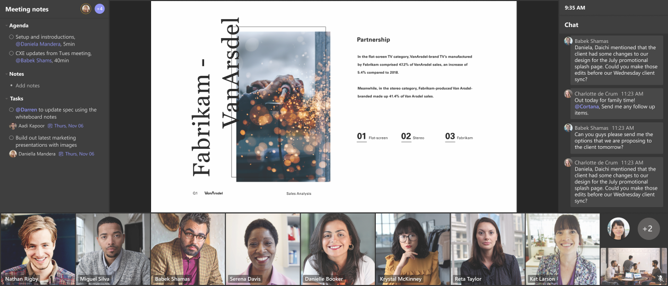 Meeting notes
+4
Agenda
Setup and instroductions,
@Daniela Mandera, 5min
CXE updates from Tues meeting,
@Babek Shams, 40min
Notes
Add notes
Tasks
@Darren to update spec using the
whiteboard notes
Aadi Kapoor Thurs, Nov 06
Build out latest marketing
presentations with images
Daniella Mandera Thurs, Nov 06
Fabrikam -
VanArsdel
Partnership
In the flat-screen TV category, VanArsdel brand TV's manufactured
by Fabrikam comprised 47.2% of VanArsdel sales, an increase of
5.4% compared to 2018.
Meanwhile, in the stereo category, Fabrikam-produced Van Arsdel-
branded made up 41.4% of Van Arsdel sales.
01 Flat-screen
02 Stereo
03 Fabrikam
VanArsdel
Sales Analysis
9:35 AM
Chat
Babek Shamas
Daniela, Daichi mentioned that the
client had some changes to our
design for the July promotional
splash page. Could you make those
edits before our Wednesday client
sync?
Charlotte de Crum 11:23 AM
Out today for family time!
@Cortana, Send me any follow up
items.
Babek Shamas 11:23 AM
Can you guys please send me the
options that we are proposing to
the client tomorrow?
Charlotte de Crum 11:23 AM
Daniela, Daichi mentioned that the
client had some changes to our
design for the July promotional
splash page. Could you make those
edits before our Wednesday client
sync?
Nathan Rigby
Miguel Silva
Babek Shamas
Serena Davis
Danielle Booker
Krystal McKinney
Reta Taylor
Kat Larson
+2